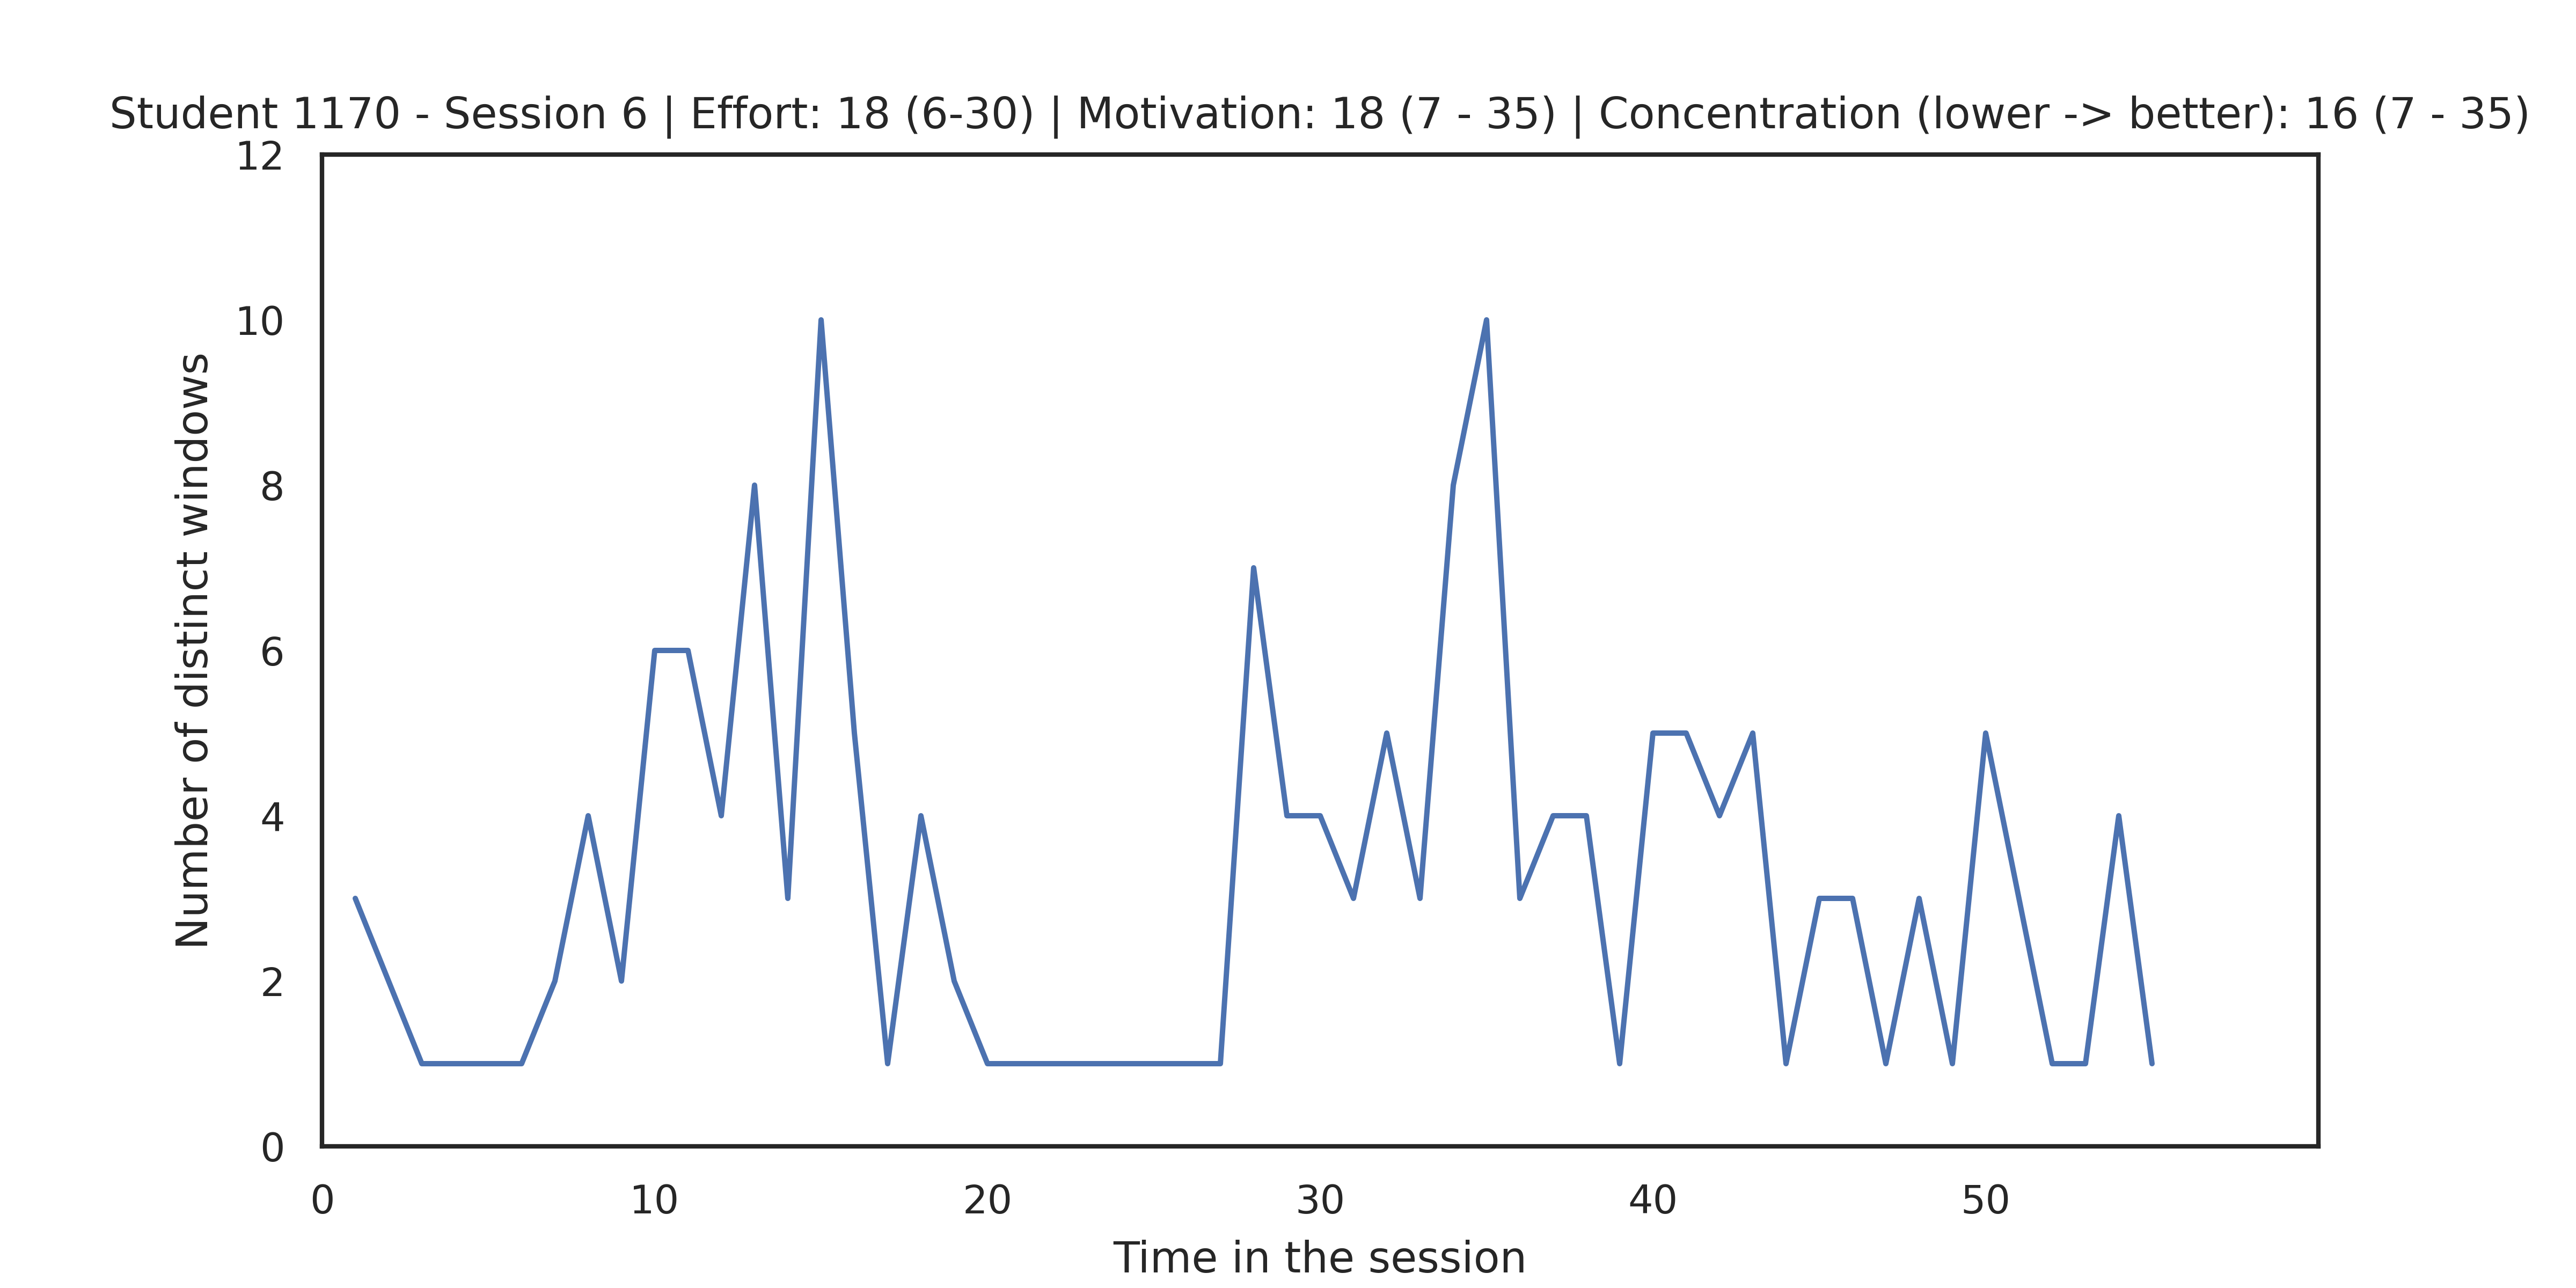 Student 1170 - Session 6 | Effort: 18 (6-30) | Motivation: 18 (7 - 35) | Concentration (lower -> better): 16 (7 - 35)
12
10
8
6
4
2
0
Number of distinct windows
0 10 20 30 40 50
Time in the session